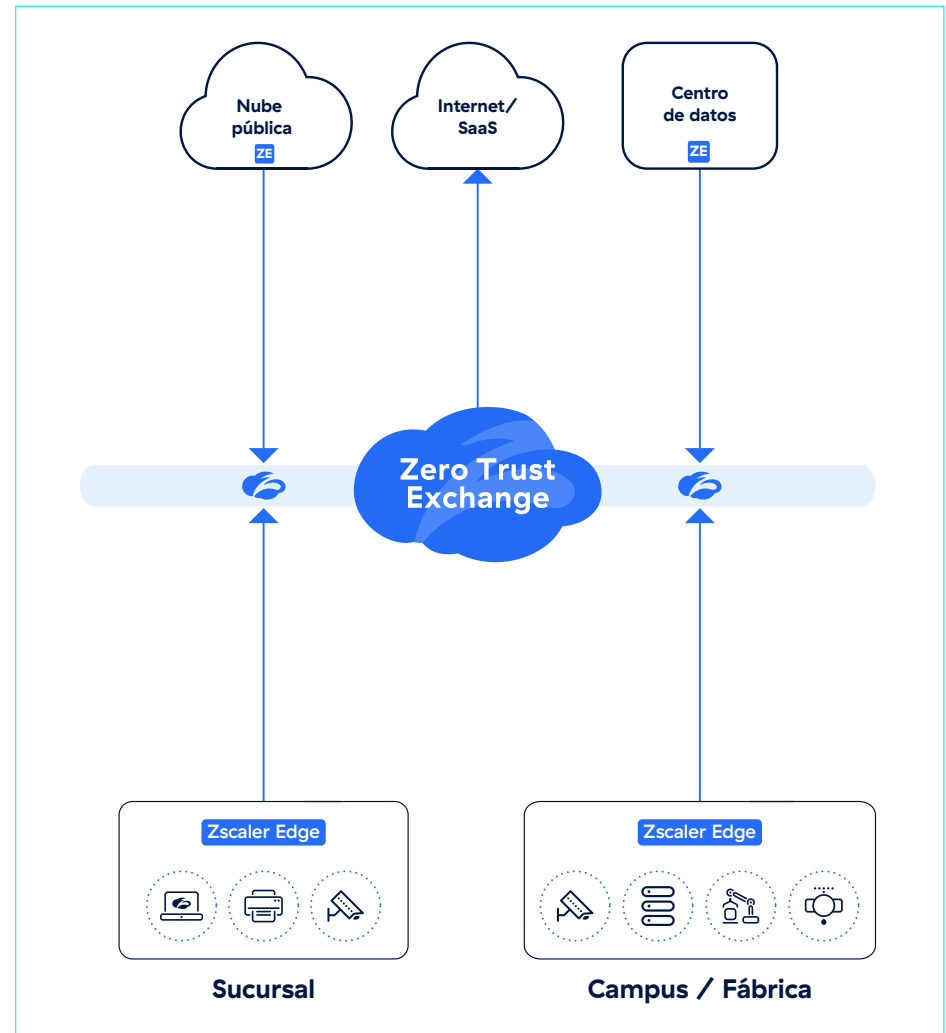 Nube
pública
ZE
Internet/
SaaS
Centro
de datos
ZE
Zero Trust
Exchange
Zscaler Edge
Sucursal
Zscaler Edge
Campus / Fábrica